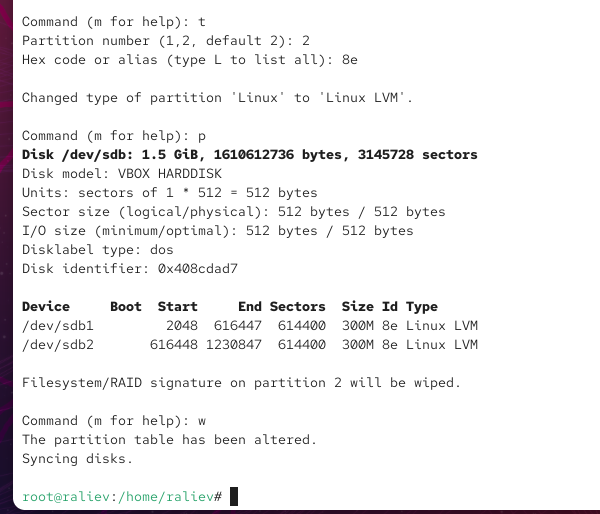 Command (m for help): t
Partition number (1,2, default 2): 2
Hex code or alias (type L to list all): 8e
Changed type of partition 'Linux' to 'Linux LVM'.
Command (m for help): p
Disk /dev/sdb: 1.5 GiB, 1610612736 bytes, 3145728 sectors
Disk model: VBOX HARDDISK
Units: sectors of 1 * 512 = 512 bytes
Sector size (logical/physical): 512 bytes / 512 bytes
I/O size (minimum/optimal): 512 bytes / 512 bytes
Disklabel type: dos
Disk identifier: 0x408cdad7
Device     Boot  Start     End Sectors  Size Id Type
/dev/sdb1         2048  616447  614400  300M 8e Linux LVM
/dev/sdb2       616448 1230847  614400  300M 8e Linux LVM
Filesystem/RAID signature on partition 2 will be wiped.
Command (m for help): w
The partition table has been altered.
Syncing disks.
root@raliev:/home/raliev#